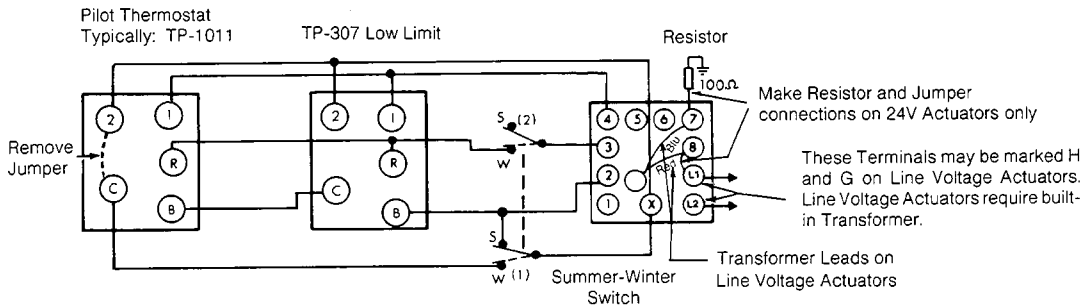 Pilot Thermostat
Typically: TP-1011
TP-307 Low Limit
Resistor
100Ω
2
1
R
C
B
Remove
Jumper
2
1
R
C
B
S (2)
W
S
W (1)
Summer-Winter
Switch
4 5 6 7
3 8
2 L1
1 X L2
Blu
Red
Make Resistor and Jumper
connections on 24V Actuators only
These Terminals may be marked H
and G on Line Voltage Actuators.
Line Voltage Actuators require built-
in Transformer.
Transformer Leads on
Line Voltage Actuators